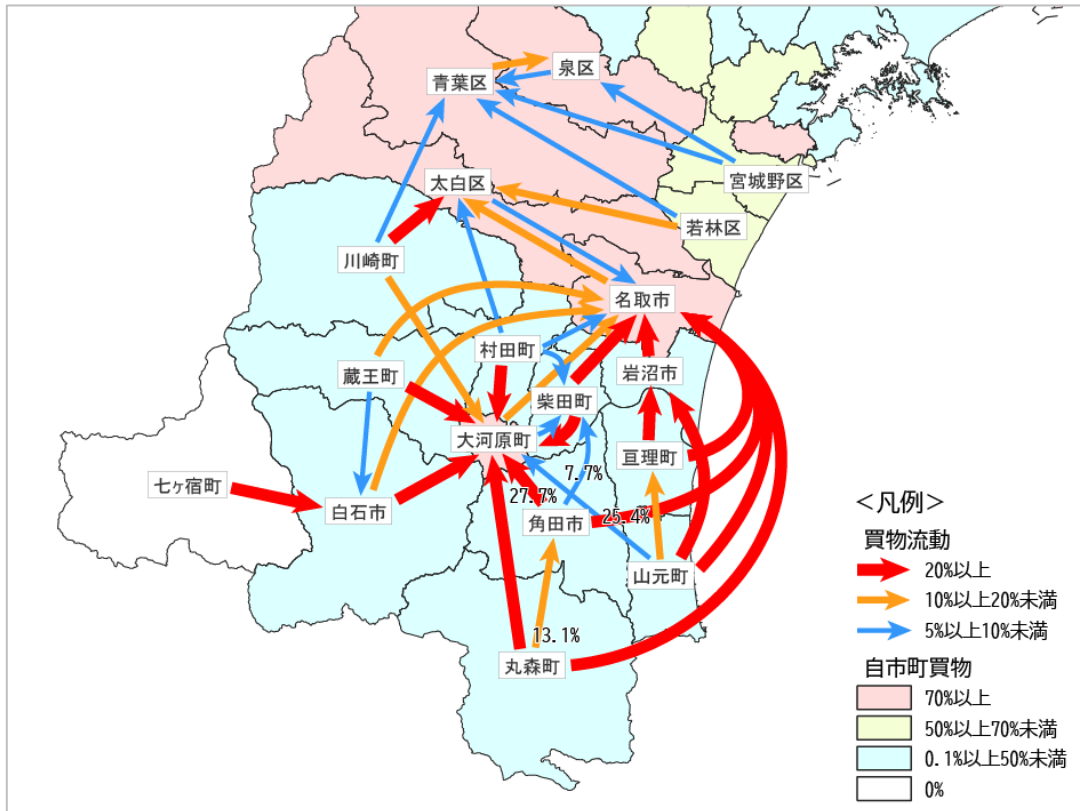 泉区
青葉区
宮城野区
太白区
若林区
川崎町
名取市
村田町
岩沼市
蔵王町
柴田町
大河原町
亘理町
7.7%
七ヶ宿町
27.7%
白石市
角田市
25.4%
山元町
13.1%
丸森町
<凡例>
買物流動
20%以上
10%以上20%未満
5%以上10%未満
自市町買物
70%以上
50%以上70%未満
0.1%以上50%未満
0%